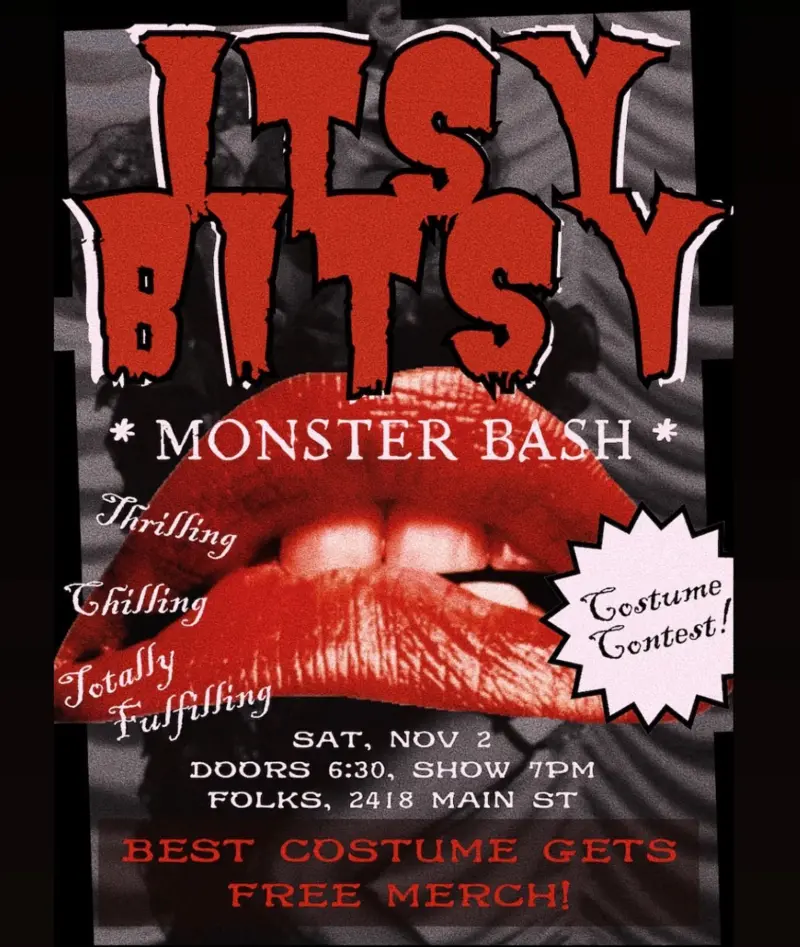 ITSY
BITSY
* MONSTER BASH *
Thrilling
Chilling
Totally
Fulfilling
Costume
Contest!
SAT, NOV 2
DOORS 6:30, SHOW 7PM
FOLKS, 2418 MAIN ST
BEST COSTUME GETS
FREE MERCH!